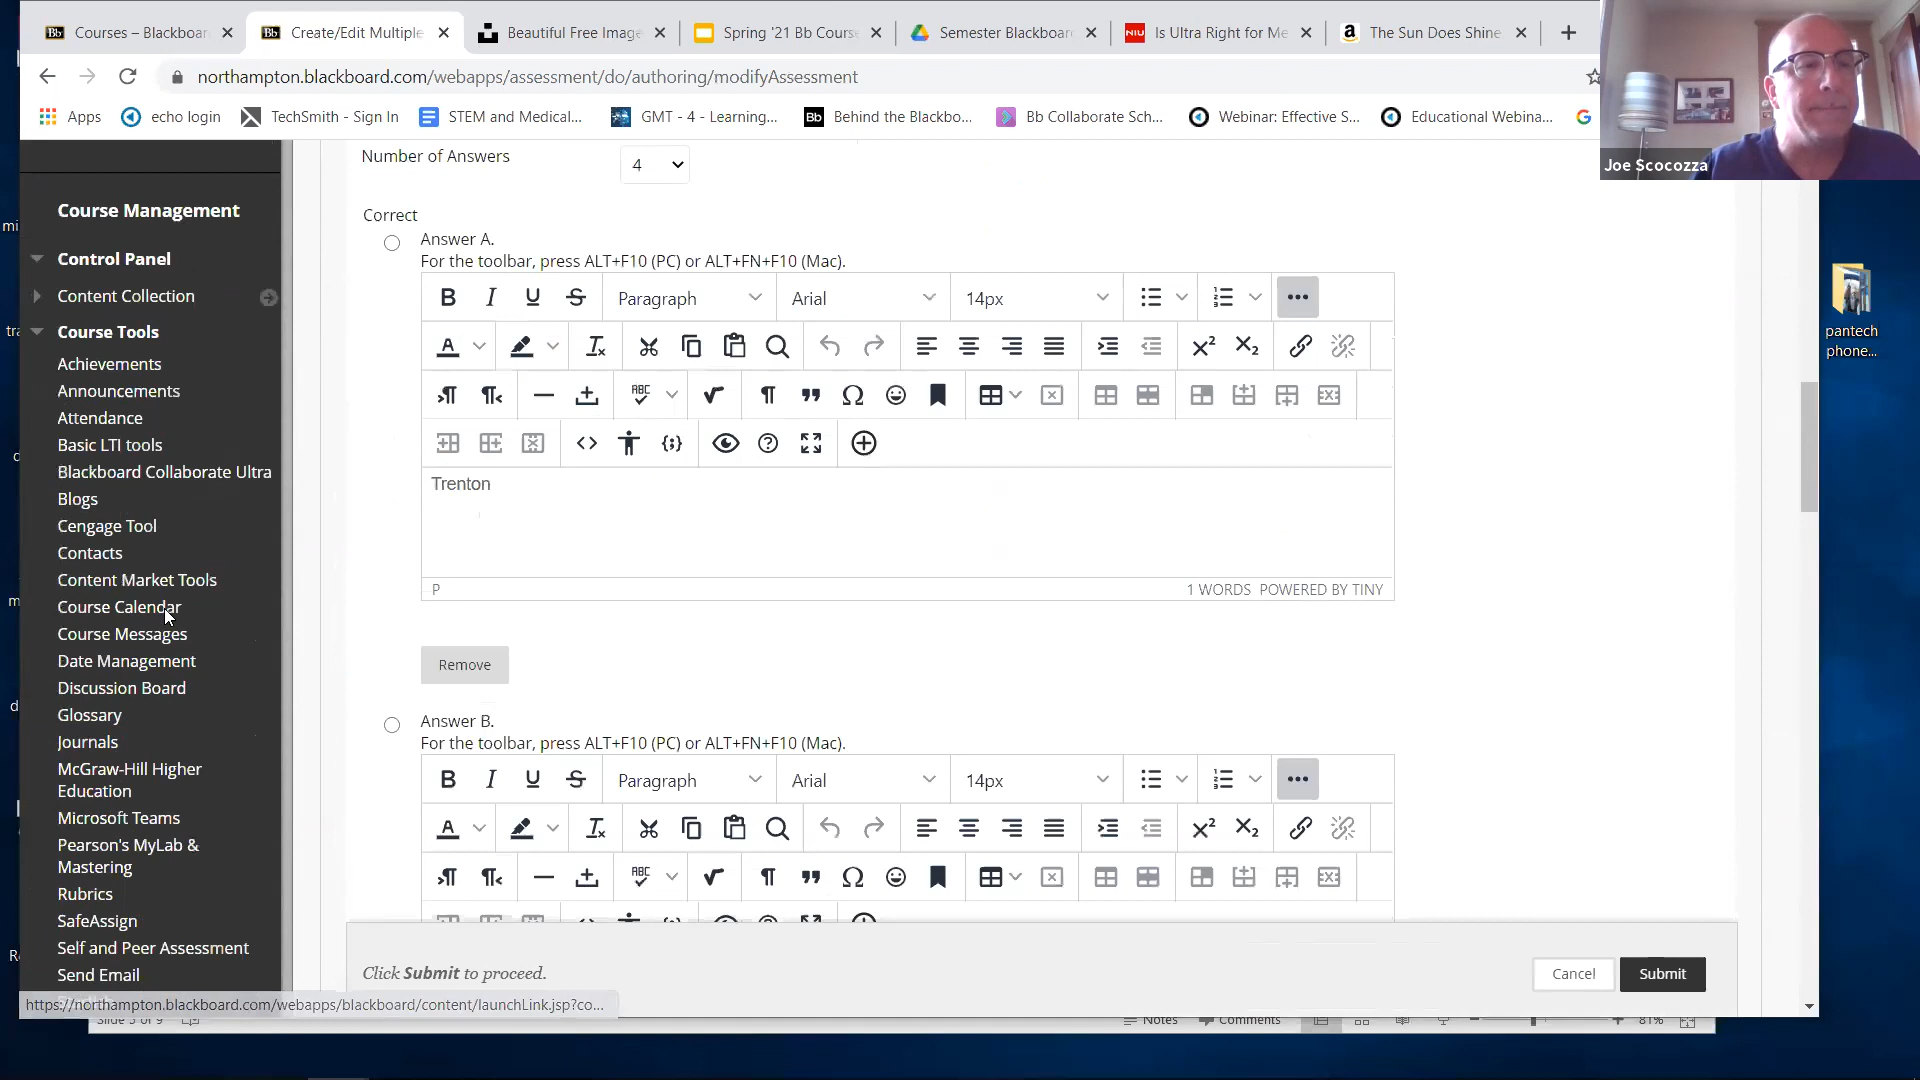 Courses – Blackboar
Create/Edit Multiple
Beautiful Free Image
Spring '21 Bb Course
Semester Blackboard
NIU Is Ultra Right for Me
The Sun Does Shine
northampton.blackboard.com/webapps/assessment/do/authoring/modifyAssessment
Apps
echo login
TechSmith - Sign In
STEM and Medical...
GMT - 4 - Learning...
Behind the Blackbo...
Bb Collaborate Sch...
Webinar: Effective S...
Educational Webina...
Joe Scocozza
Course Management
Control Panel
Content Collection
Course Tools
Achievements
Announcements
Attendance
Basic LTI tools
Blackboard Collaborate Ultra
Blogs
Cengage Tool
Contacts
Content Market Tools
Course Calendar
Course Messages
Date Management
Discussion Board
Glossary
Journals
McGraw-Hill Higher
Education
Microsoft Teams
Pearson's MyLab &
Mastering
Rubrics
SafeAssign
Self and Peer Assessment
Send Email
https://northampton.blackboard.com/webapps/blackboard/content/launchLink.jsp?co...
Number of Answers 4
Correct
Answer A.
For the toolbar, press ALT+F10 (PC) or ALT+FN+F10 (Mac).
Paragraph Arial 14px
Trenton
P 1 WORDS POWERED BY TINY
Remove
Answer B.
For the toolbar, press ALT+F10 (PC) or ALT+FN+F10 (Mac).
Paragraph Arial 14px
Click Submit to proceed.
Cancel Submit
Notes Comments 81%
pantech
phone...